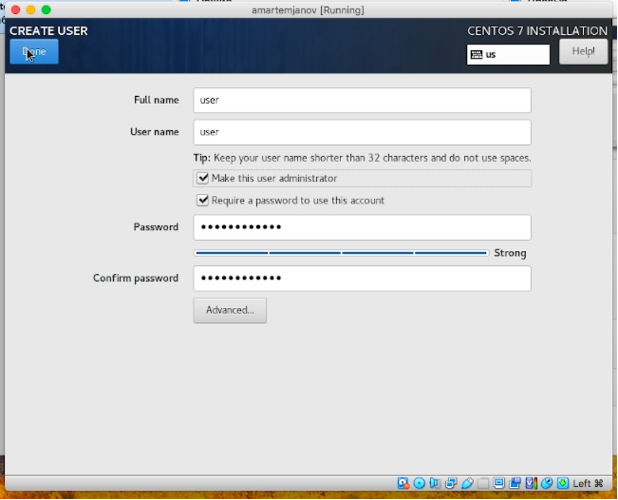 amartemjanov [Running]
CREATE USER
CENTOS 7 INSTALLATION
Done
us
Help!
Full name
user
User name
user
Tip: Keep your user name shorter than 32 characters and do not use spaces.
Make this user administrator
Require a password to use this account
Password
••••••••••••
Strong
Confirm password
••••••••••••
Advanced...
Left ⌘